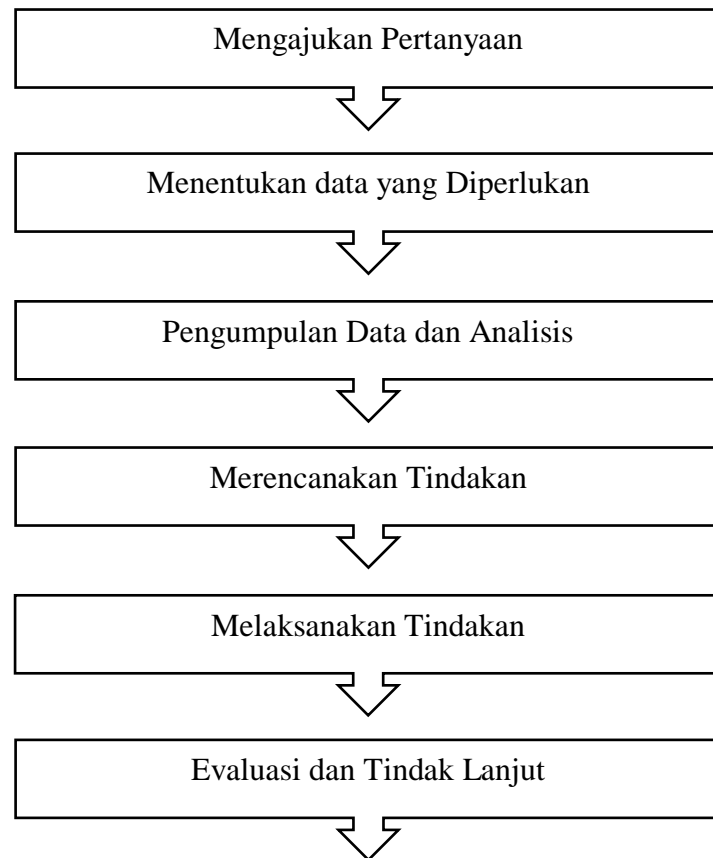 Mengajukan Pertanyaan
Menentukan data yang Diperlukan
Pengumpulan Data dan Analisis
Merencanakan Tindakan
Melaksanakan Tindakan
Evaluasi dan Tindak Lanjut